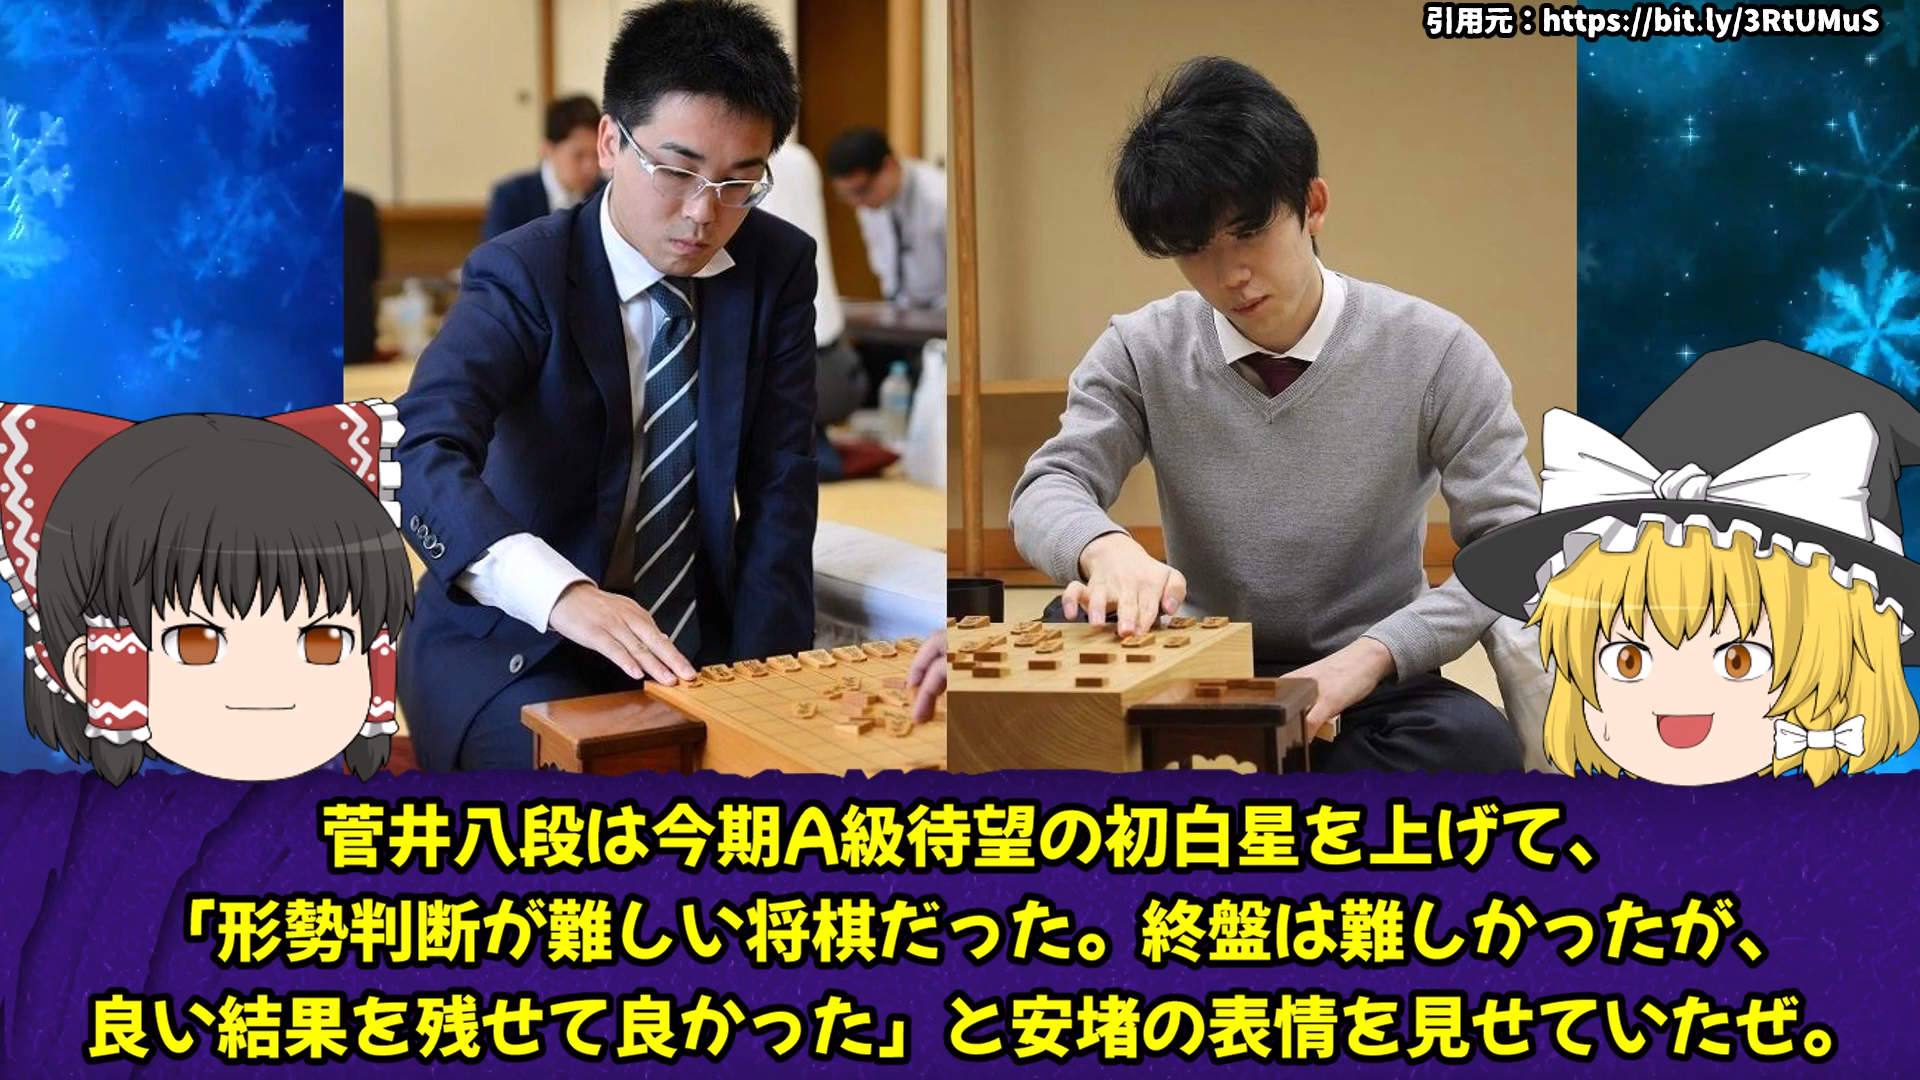 引用元：https://bit.ly/3RtUMuS
菅井八段は今期A級待望の初白星を上げて、
「形勢判断が難しい将棋だった。終盤は難しかったが、
良い結果を残せて良かった」と安堵の表情を見せていたぜ。